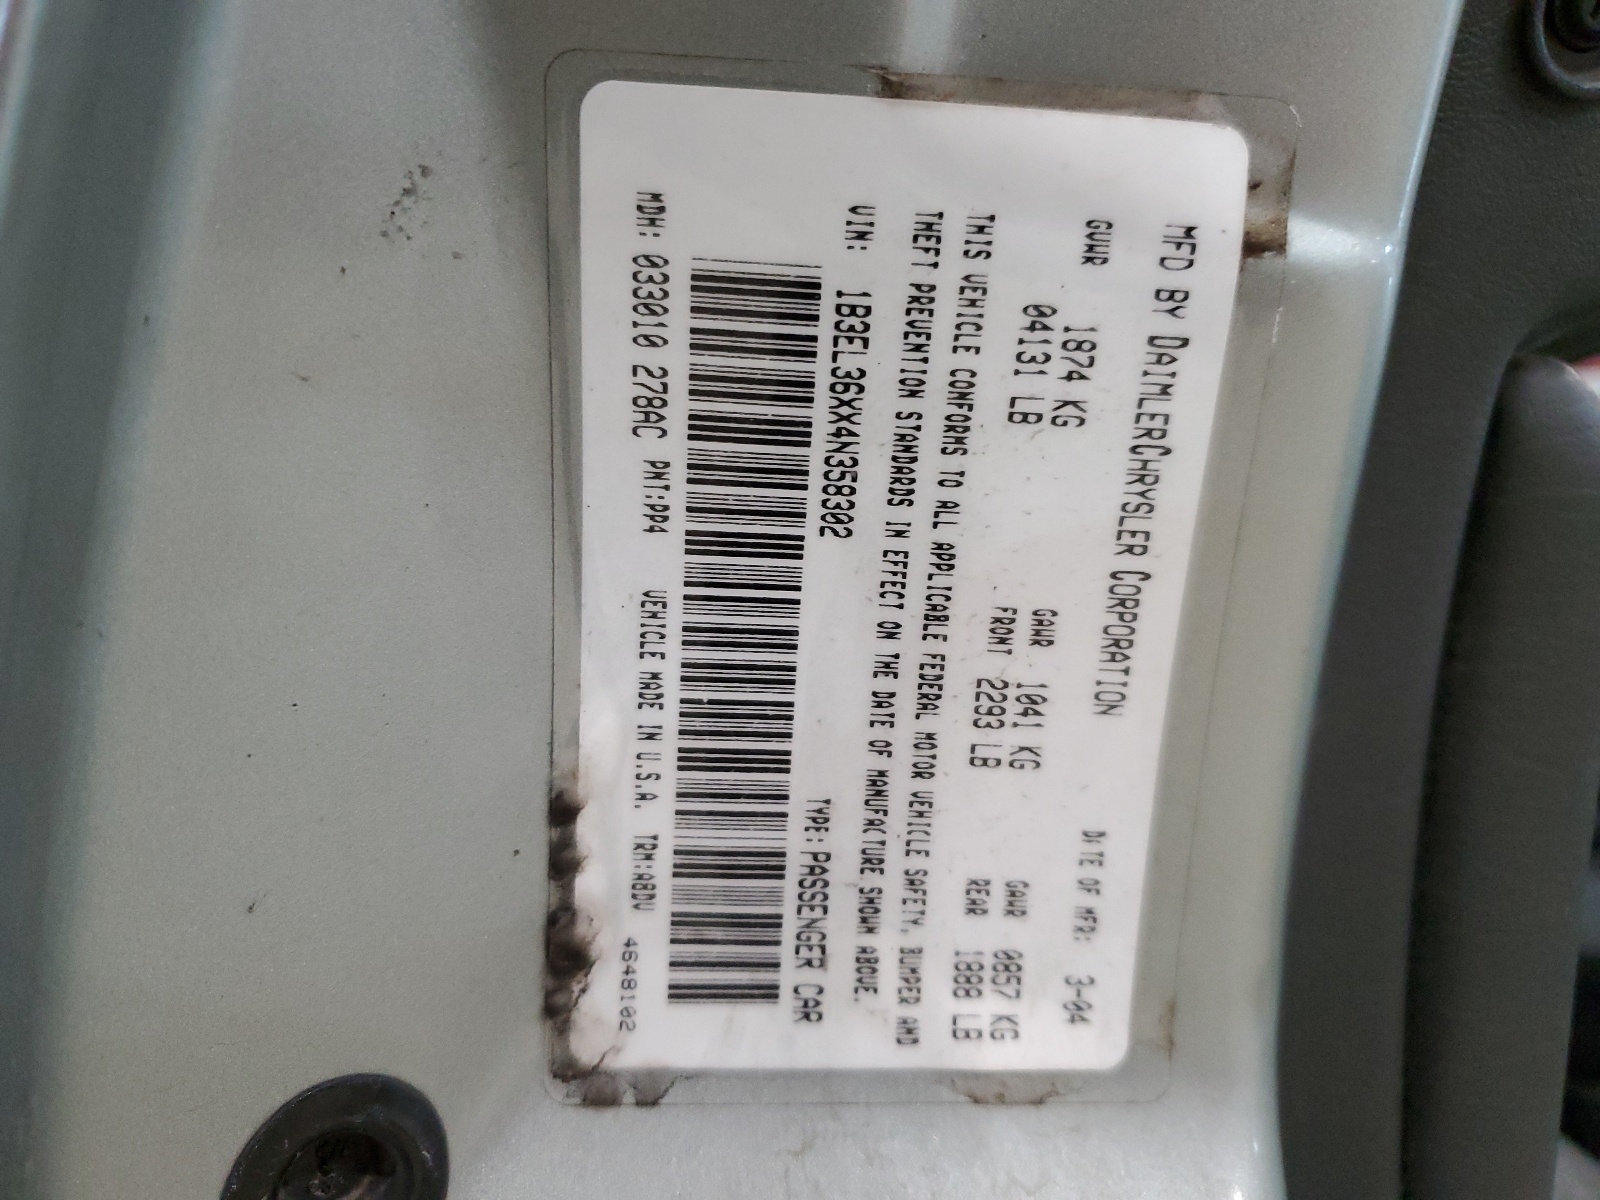 MFD BY DAIMLERCHRYSLER CORPORATION
DATE OF MFR: 3-04
GVWR 1874 KG GAWR 1041 KG GAWR 0857 KG
04131 LB FRONT 2293 LB REAR 1888 LB
THIS VEHICLE CONFORMS TO ALL APPLICABLE FEDERAL MOTOR VEHICLE SAFETY, BUMPER AND
THEFT PREVENTION STANDARDS IN EFFECT ON THE DATE OF MANUFACTURE SHOWN ABOVE.
VIN: 1B3EL36XX4N358302 TYPE: PASSENGER CAR
MDH: 033010 278AC PNT:PP4 VEHICLE MADE IN U.S.A. TRM:ABDV
4648102